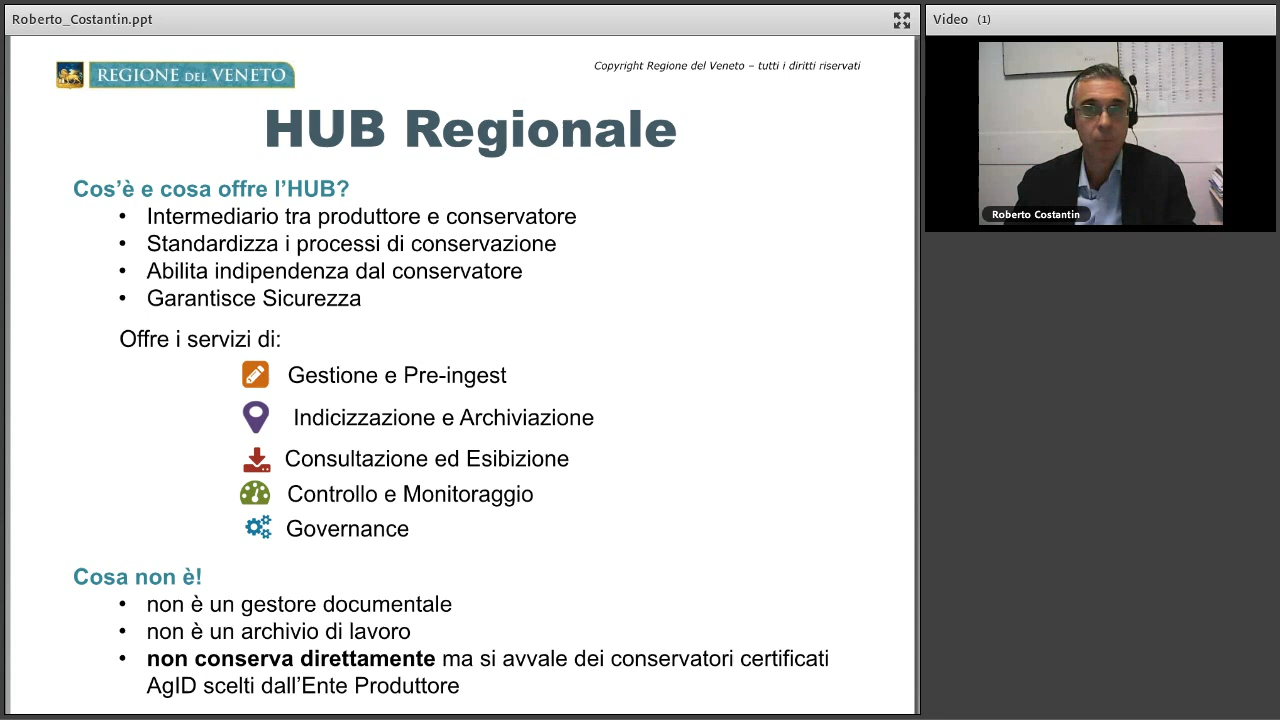 Roberto_Costantin.ppt
Video (1)
REGIONE DEL VENETO
Copyright Regione del Veneto – tutti i diritti riservati
HUB Regionale
Cos'è e cosa offre l'HUB?
• Intermediario tra produttore e conservatore
• Standardizza i processi di conservazione
• Abilita indipendenza dal conservatore
• Garantisce Sicurezza
Offre i servizi di:
Gestione e Pre-ingest
Indicizzazione e Archiviazione
Consultazione ed Esibizione
Controllo e Monitoraggio
Governance
Cosa non è!
• non è un gestore documentale
• non è un archivio di lavoro
• non conserva direttamente ma si avvale dei conservatori certificati
AgID scelti dall'Ente Produttore
Roberto Costantin